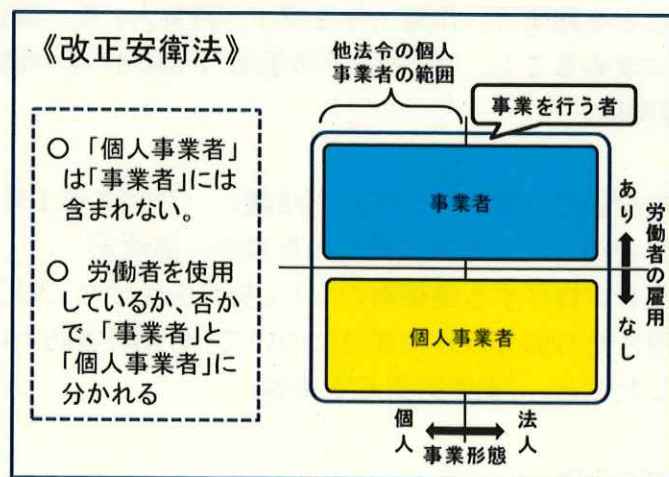 《改正安衛法》
○ 「個人事業者」
は「事業者」には
含まれない。
○ 労働者を使用
しているか、否か
で、「事業者」と
「個人事業者」に
分かれる
他法令の個人
事業者の範囲
事業を行う者
事業者
個人事業者
あり
なし
労働者の雇用
個人
法人
事業形態